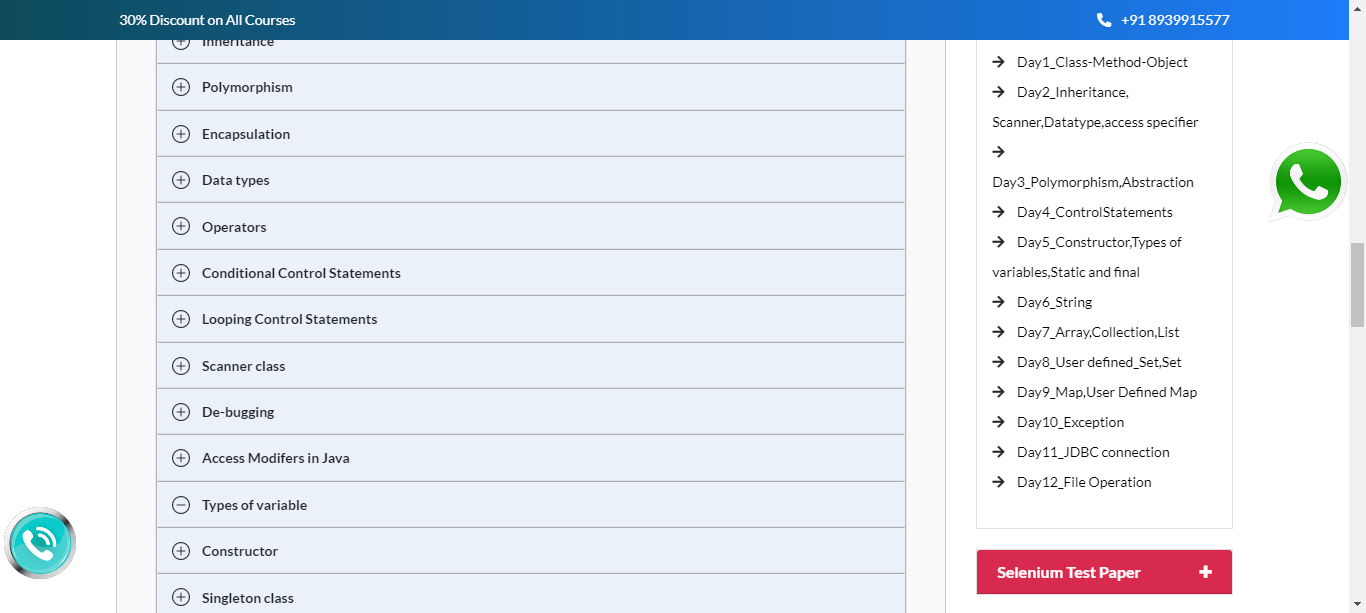 30% Discount on All Courses
+91 8939915577
Inheritance
Polymorphism
Encapsulation
Data types
Operators
Conditional Control Statements
Looping Control Statements
Scanner class
De-bugging
Access Modifers in Java
Types of variable
Constructor
Singleton class
Day1_Class-Method-Object
Day2_Inheritance,
Scanner,Datatype,access specifier
Day3_Polymorphism,Abstraction
Day4_ControlStatements
Day5_Constructor,Types of
variables,Static and final
Day6_String
Day7_Array,Collection,List
Day8_User defined_Set,Set
Day9_Map,User Defined Map
Day10_Exception
Day11_JDBC connection
Day12_File Operation
Selenium Test Paper